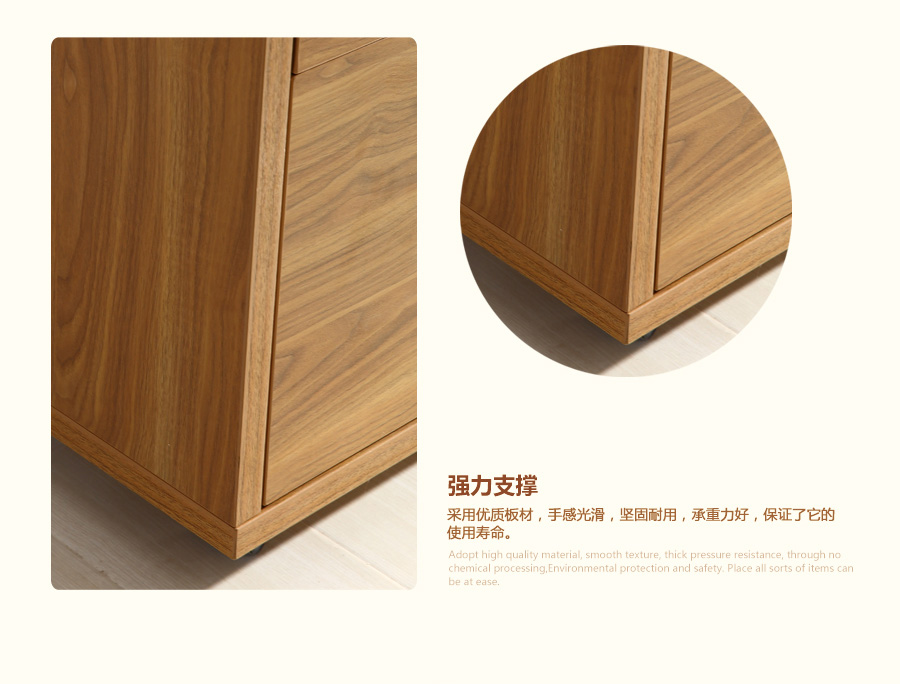 强力支撑
采用优质板材，手感光滑，坚固耐用，承重力好，保证了它的
使用寿命。
Adopt high quality material, smooth texture, thick pressure resistance, through no
chemical processing,Environmental protection and safety. Place all sorts of items can
be at ease.